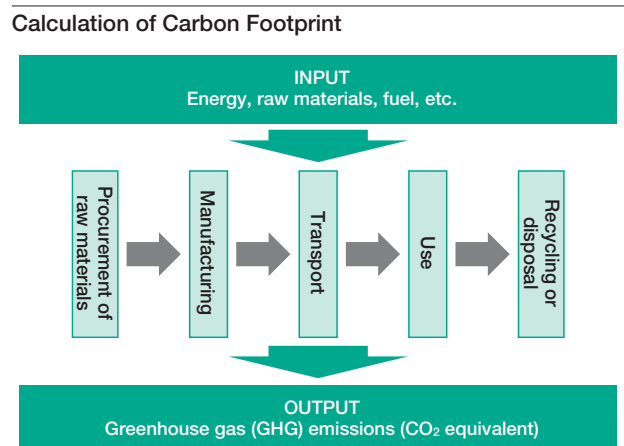 Calculation of Carbon Footprint
INPUT
Energy, raw materials, fuel, etc.
Procurement of
raw materials
Manufacturing
Transport
Use
Recycling or
disposal
OUTPUT
Greenhouse gas (GHG) emissions (CO₂ equivalent)